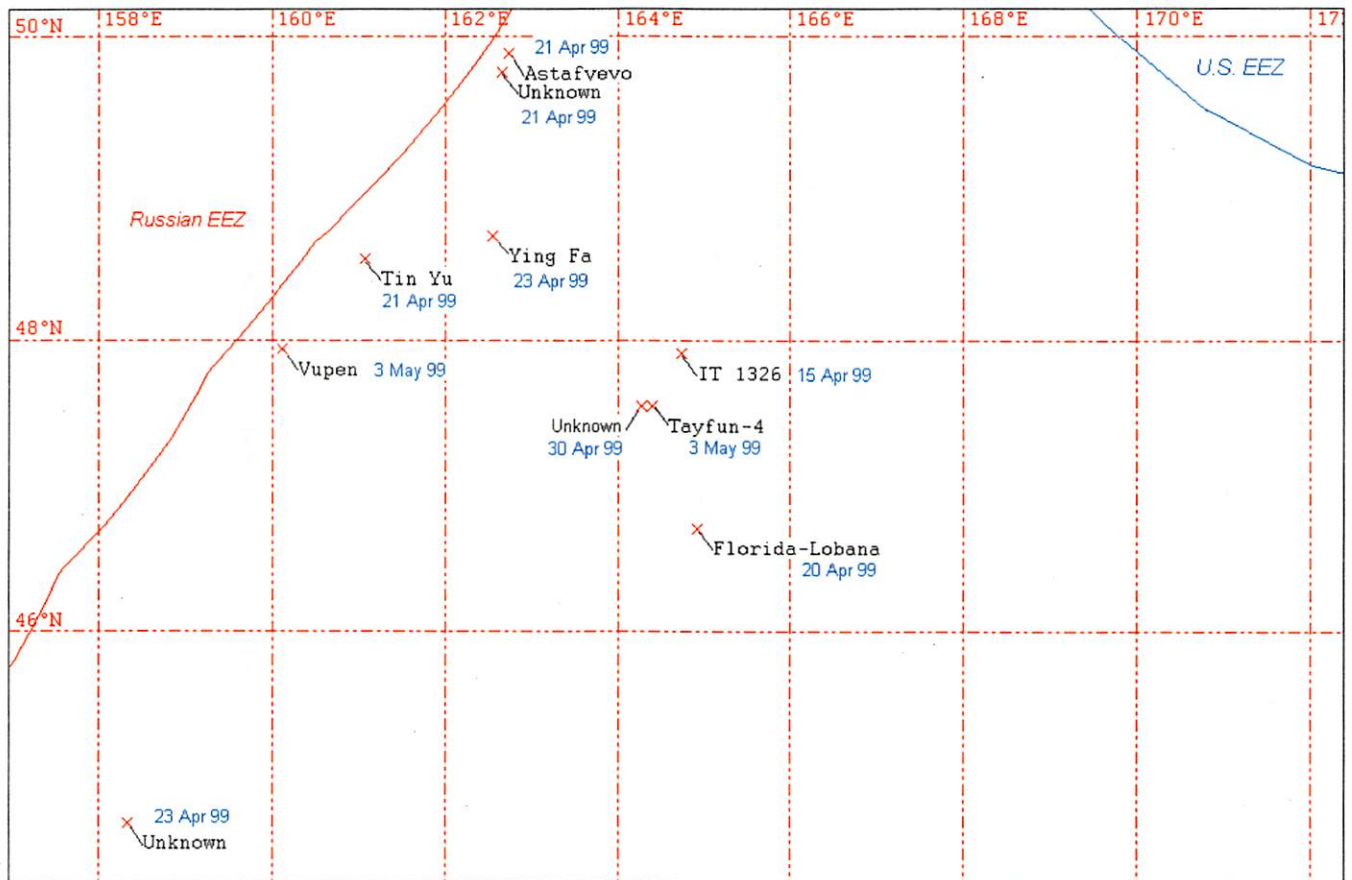 158°E 160°E 162°E 164°E 166°E 168°E 170°E 17
50°N
21 Apr 99
Astafvevo
Unknown
21 Apr 99
U.S. EEZ
Russian EEZ
Ying Fa
23 Apr 99
Tin Yu
21 Apr 99
48°N
Vupen 3 May 99
IT 1326 15 Apr 99
Unknown
30 Apr 99
Tayfun-4
3 May 99
Florida-Lobana
20 Apr 99
46°N
23 Apr 99
Unknown